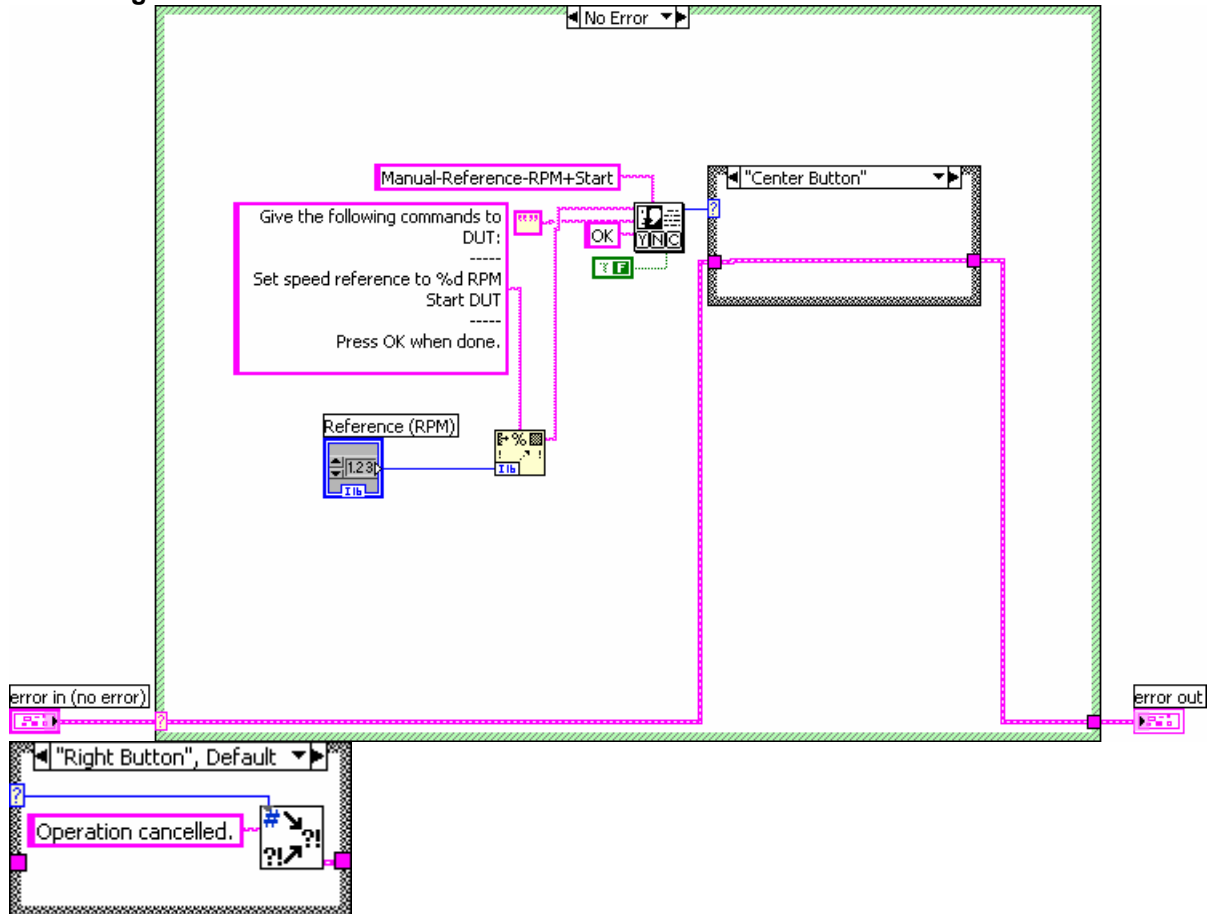 No Error
Manual-Reference-RPM+Start
"Center Button"
?
Give the following commands to
DUT:
-----
Set speed reference to %d RPM
Start DUT
-----
Press OK when done.
OK
Y N C
F
Reference (RPM)
1.23
I16
%
I16
error in (no error)
?
error out
"Right Button", Default
?
Operation cancelled.
#
?!
?!